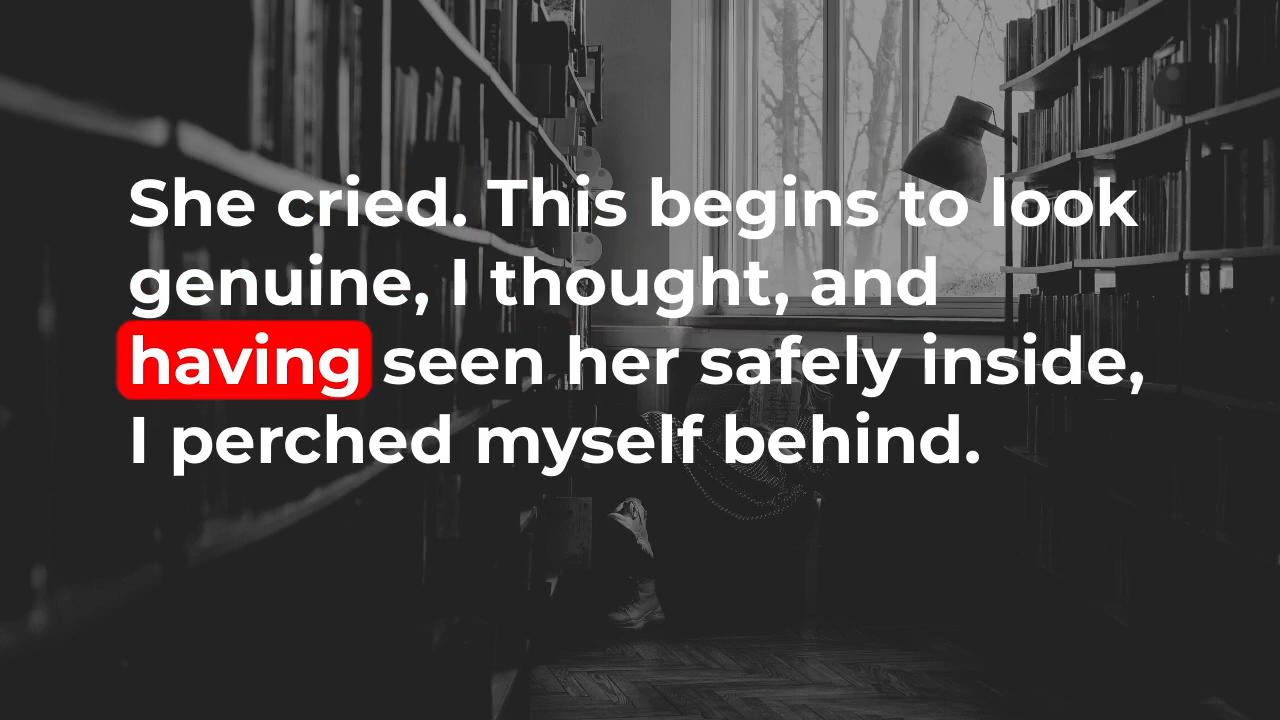 She cried. This begins to look
genuine, I thought, and
having seen her safely inside,
I perched myself behind.